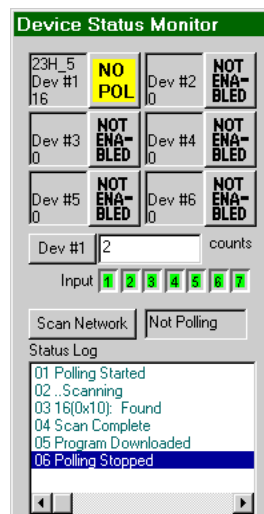 Device Status Monitor
23H_5
Dev #1
16
NO
POL
Dev #2
0
NOT
ENA-
BLED
Dev #3
0
NOT
ENA-
BLED
Dev #4
0
NOT
ENA-
BLED
Dev #5
0
NOT
ENA-
BLED
Dev #6
0
NOT
ENA-
BLED
Dev #1 2 counts
Input 1 2 3 4 5 6 7
Scan Network Not Polling
Status Log
01 Polling Started
02 ..Scanning
03 16(0x10): Found
04 Scan Complete
05 Program Downloaded
06 Polling Stopped